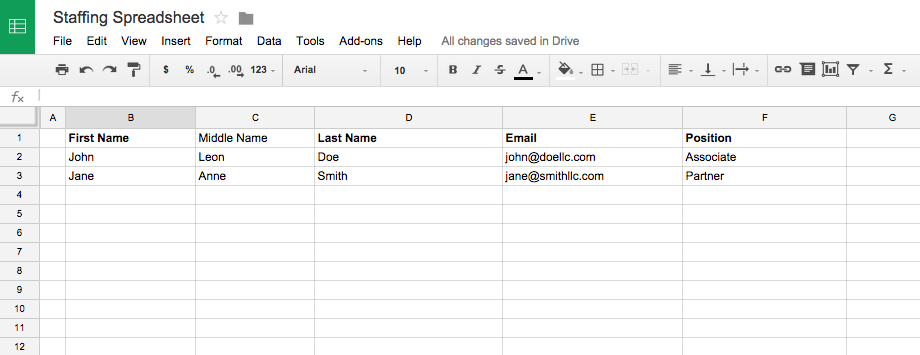 Staffing Spreadsheet
File Edit View Insert Format Data Tools Add-ons Help All changes saved in Drive
$ % .0 .00 123 Arial 10 B I S A Σ
fx
A B C D E F G
1 First Name Middle Name Last Name Email Position
2 John Leon Doe john@doellc.com Associate
3 Jane Anne Smith jane@smithllc.com Partner
4
5
6
7
8
9
10
11
12